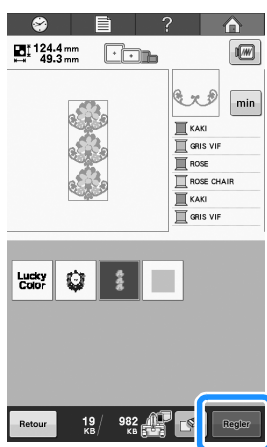 ?
124.4 mm
49.3 mm
min
KAKI
GRIS VIF
ROSE
ROSE CHAIR
KAKI
GRIS VIF
Lucky
Color
Retour
19
KB
/
982
KB
Regler